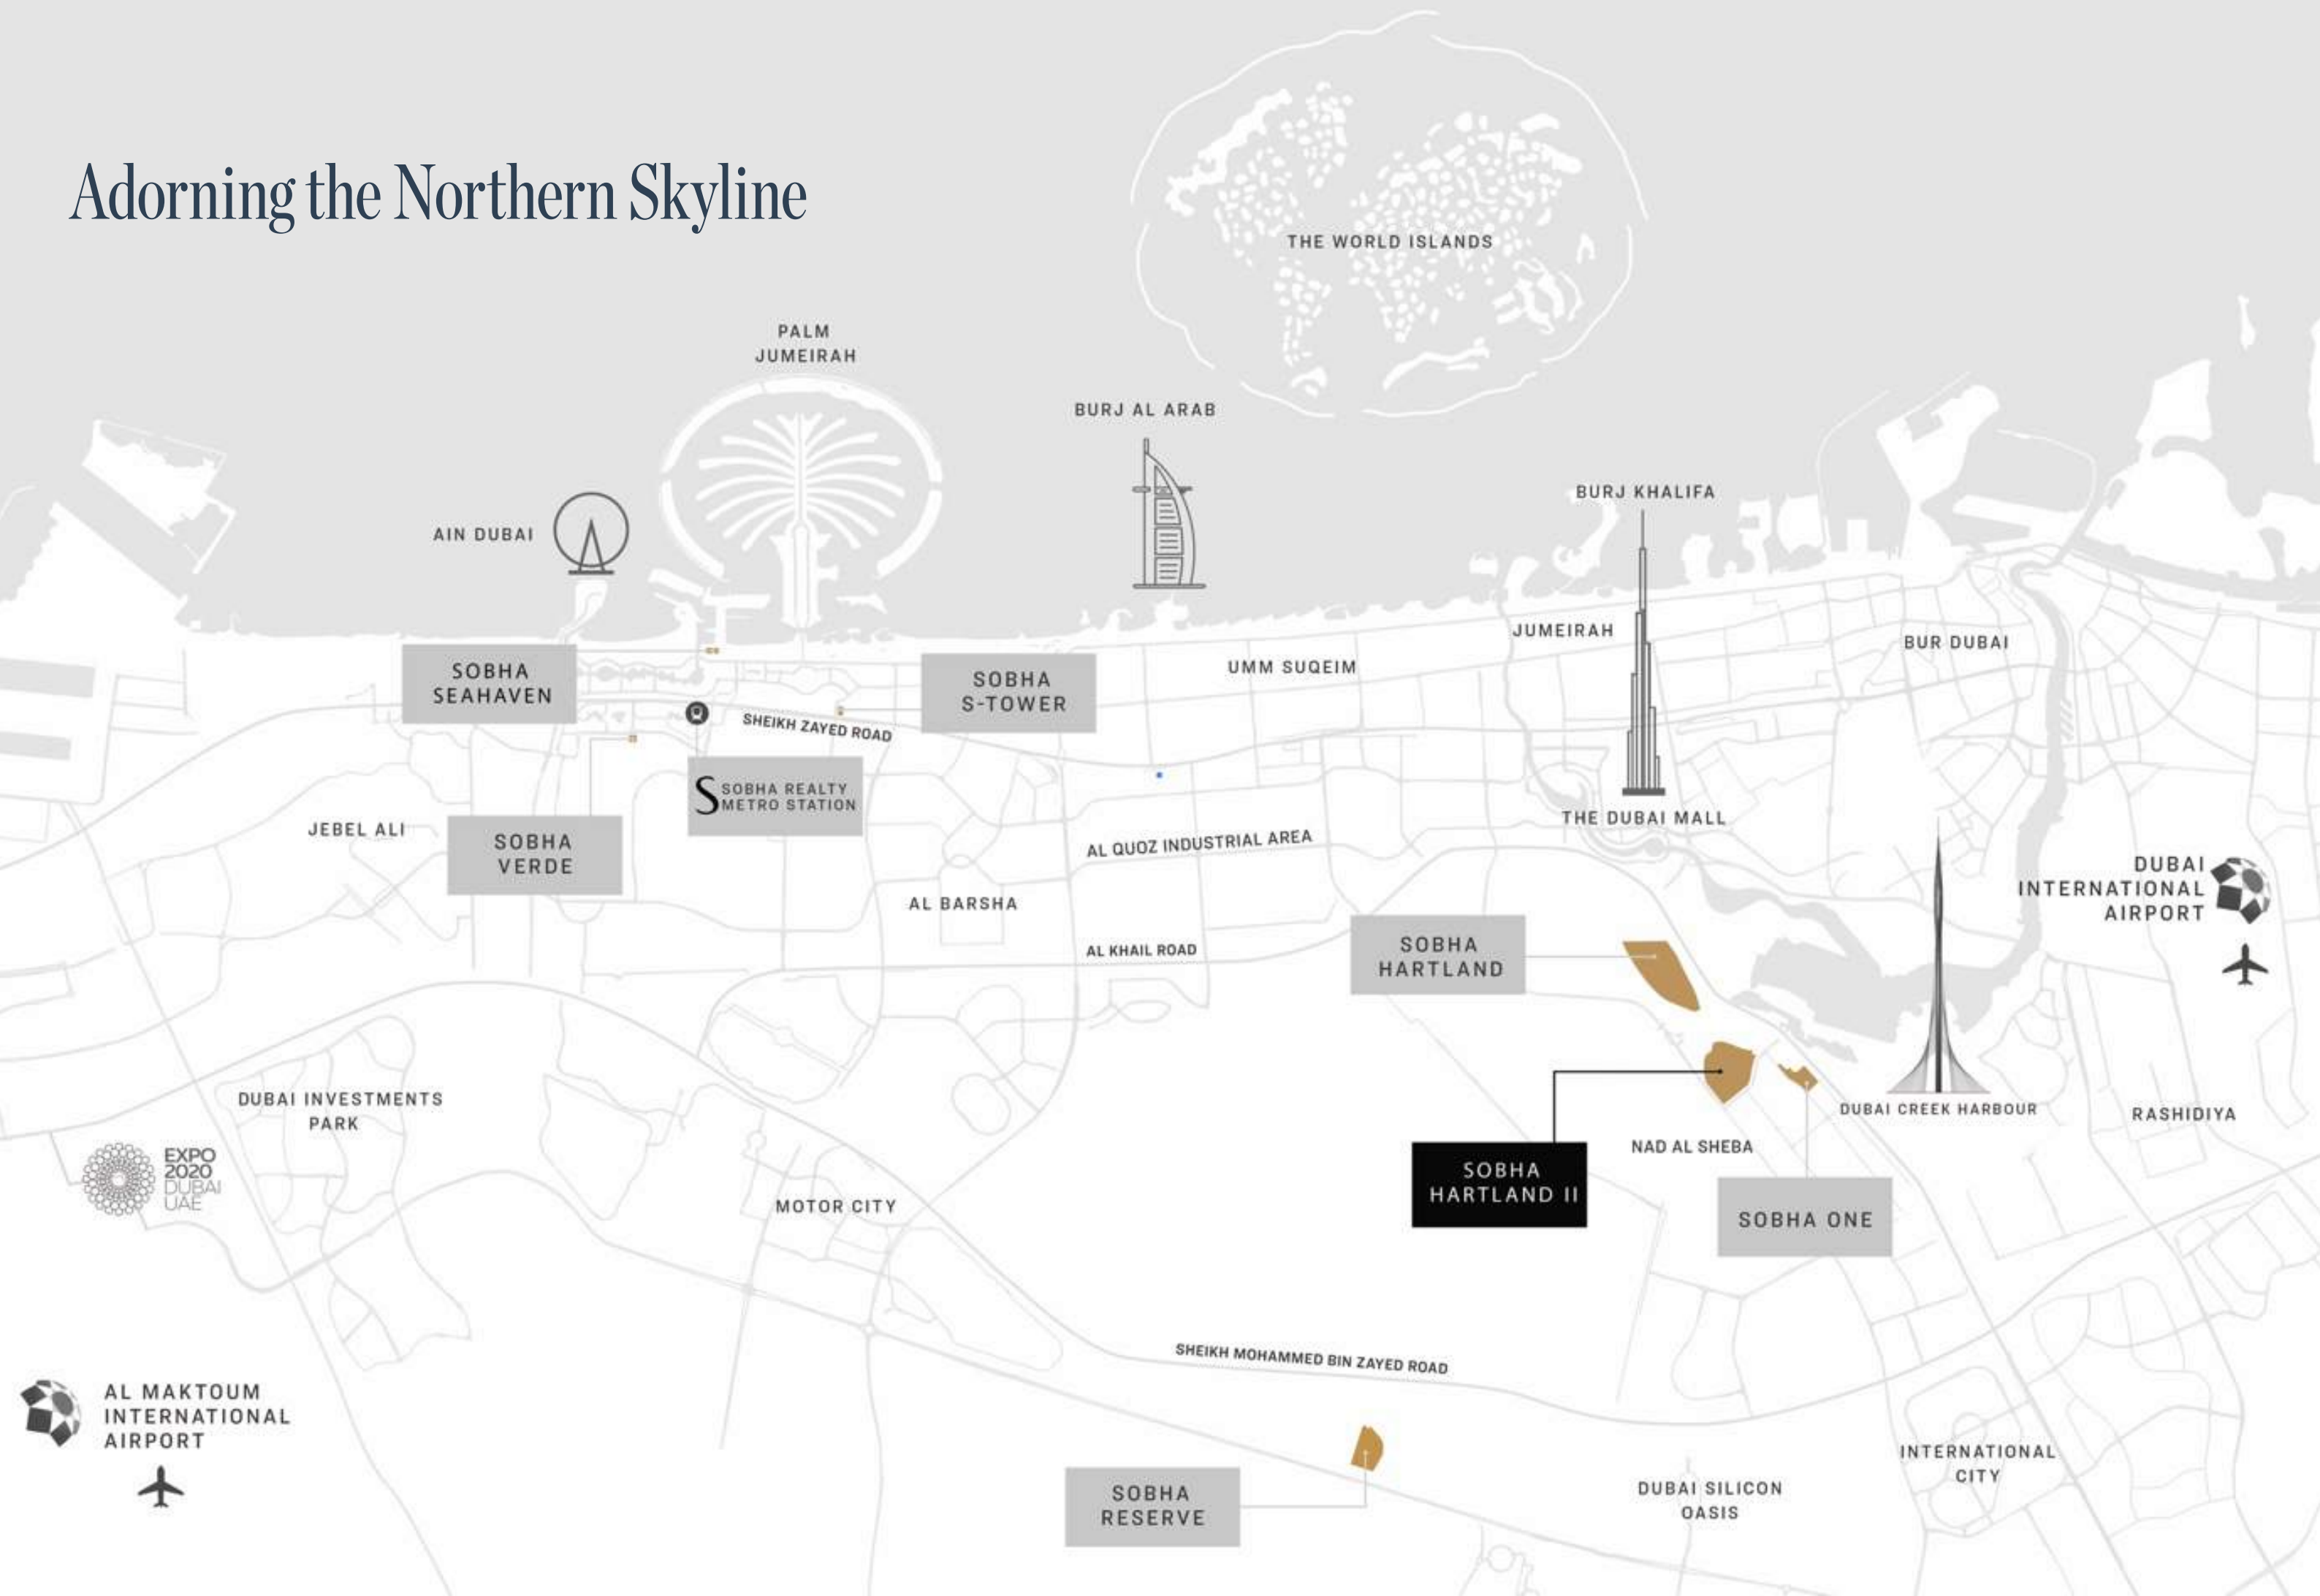 Adorning the Northern Skyline
THE WORLD ISLANDS
PALM
JUMEIRAH
BURJ AL ARAB
BURJ KHALIFA
AIN DUBAI
JUMEIRAH
BUR DUBAI
UMM SUQEIM
SOBHA
SEAHAVEN
SOBHA
S-TOWER
SHEIKH ZAYED ROAD
S SOBHA REALTY
METRO STATION
THE DUBAI MALL
JEBEL ALI
SOBHA
VERDE
AL QUOZ INDUSTRIAL AREA
DUBAI
INTERNATIONAL
AIRPORT
AL BARSHA
AL KHAIL ROAD
SOBHA
HARTLAND
DUBAI INVESTMENTS
PARK
DUBAI CREEK HARBOUR
RASHIDIYA
NAD AL SHEBA
EXPO
2020
DUBAI
UAE
SOBHA
HARTLAND II
MOTOR CITY
SOBHA ONE
SHEIKH MOHAMMED BIN ZAYED ROAD
AL MAKTOUM
INTERNATIONAL
AIRPORT
INTERNATIONAL
CITY
SOBHA
RESERVE
DUBAI SILICON
OASIS